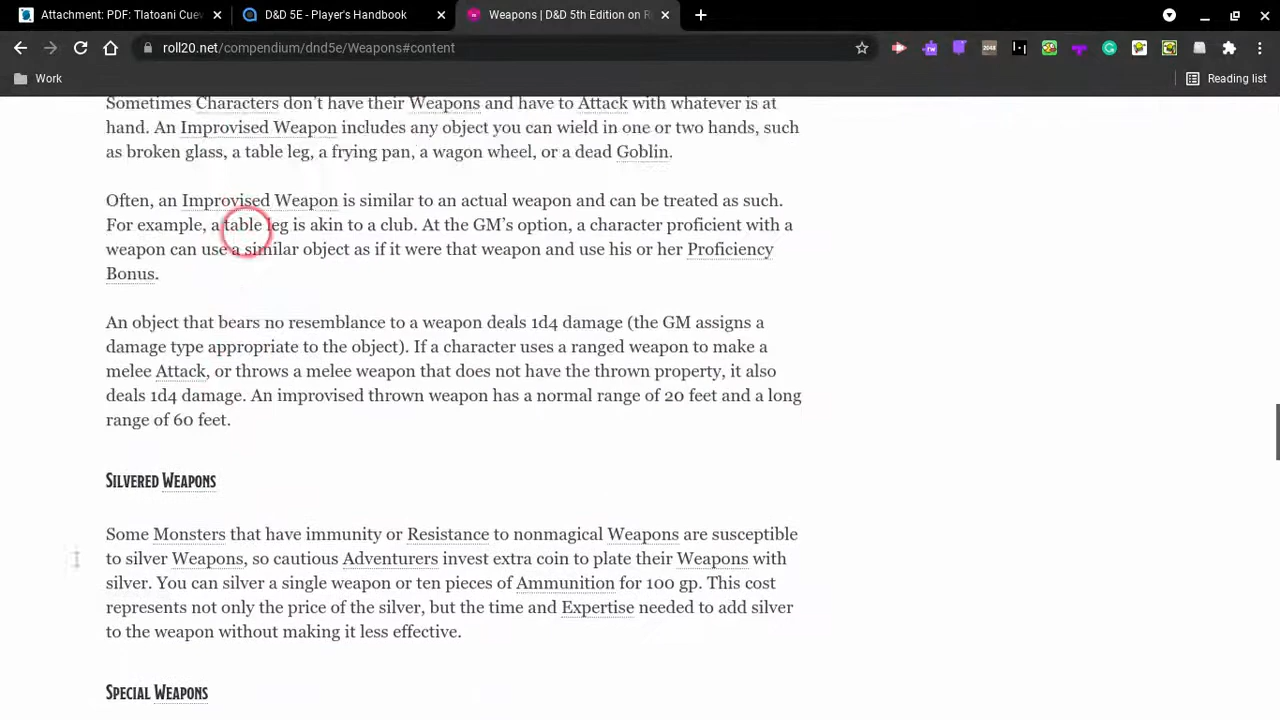 Attachment: PDF: Tlatoani Cuev
D&D 5E - Player's Handbook
Weapons | D&D 5th Edition on R
roll20.net/compendium/dnd5e/Weapons#content
Work
Reading list
Sometimes Characters don't have their Weapons and have to Attack with whatever is at
hand. An Improvised Weapon includes any object you can wield in one or two hands, such
as broken glass, a table leg, a frying pan, a wagon wheel, or a dead Goblin.
Often, an Improvised Weapon is similar to an actual weapon and can be treated as such.
For example, a table leg is akin to a club. At the GM's option, a character proficient with a
weapon can use a similar object as if it were that weapon and use his or her Proficiency
Bonus.
An object that bears no resemblance to a weapon deals 1d4 damage (the GM assigns a
damage type appropriate to the object). If a character uses a ranged weapon to make a
melee Attack, or throws a melee weapon that does not have the thrown property, it also
deals 1d4 damage. An improvised thrown weapon has a normal range of 20 feet and a long
range of 60 feet.
Silvered Weapons
Some Monsters that have immunity or Resistance to nonmagical Weapons are susceptible
to silver Weapons, so cautious Adventurers invest extra coin to plate their Weapons with
silver. You can silver a single weapon or ten pieces of Ammunition for 100 gp. This cost
represents not only the price of the silver, but the time and Expertise needed to add silver
to the weapon without making it less effective.
Special Weapons